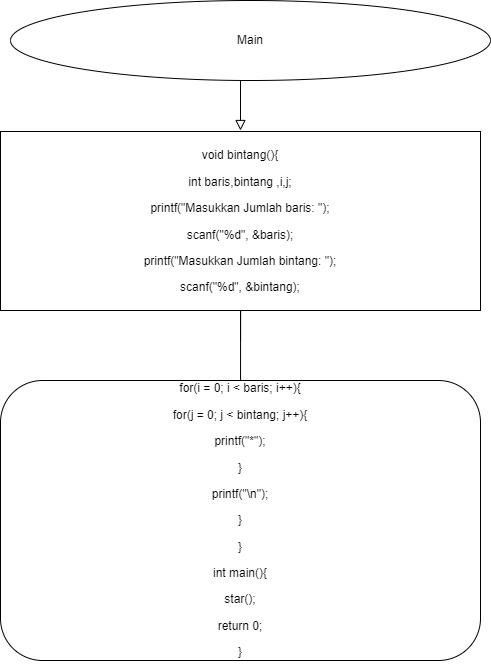 Main
void bintang(){
int baris,bintang ,i,j;
printf("Masukkan Jumlah baris: ");
scanf("%d", &baris);
printf("Masukkan Jumlah bintang: ");
scanf("%d", &bintang);
for(i = 0; i < baris; i++){
for(j = 0; j < bintang; j++){
printf("*");
}
printf("\n");
}
}
int main(){
star();
return 0;
}